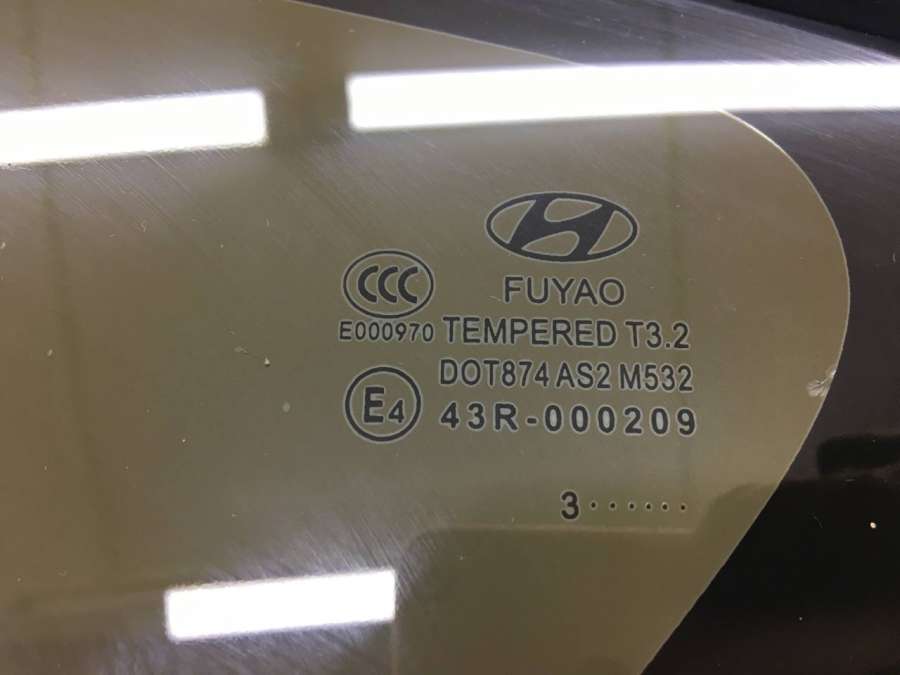 FUYAO
CCC
E000970 TEMPERED T3.2
DOT874 AS2 M532
E4 43R-000209
3······